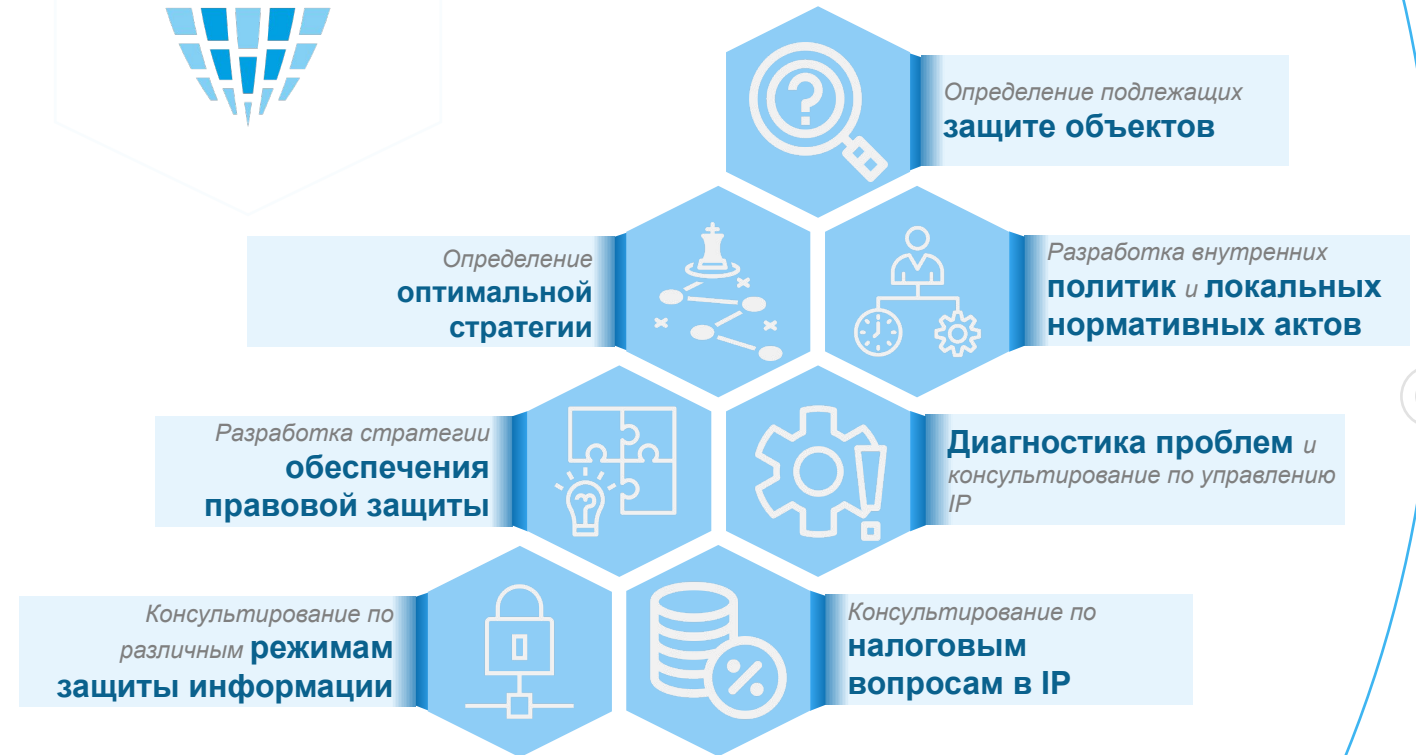 Определение подлежащих
защите объектов
Определение
оптимальной
стратегии
Разработка внутренних
политик и локальных
нормативных актов
Разработка стратегии
обеспечения
правовой защиты
Диагностика проблем и
консультирование по управлению
IP
Консультирование по
различным режимам
защиты информации
Консультирование по
налоговым
вопросам в IP